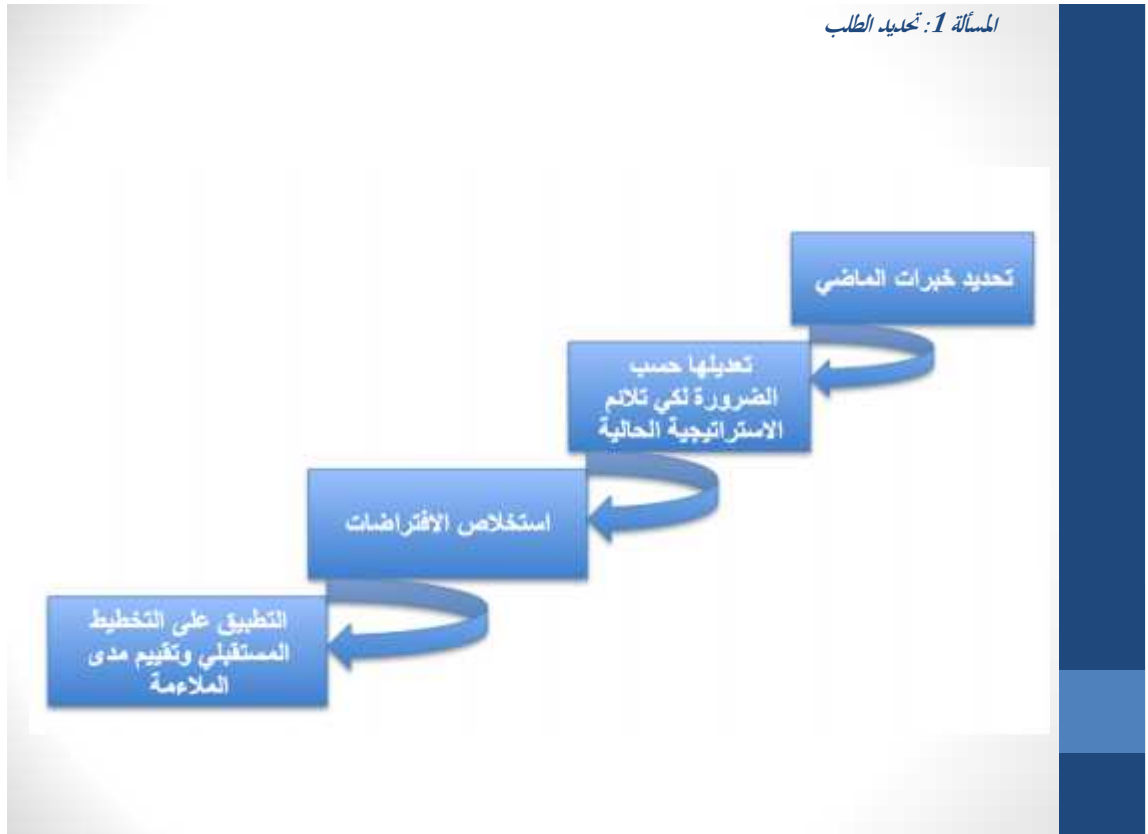 المسألة 1: تحديد الطلب
تحديد خبرات الماضي
تعديلها حسب
الضرورة لكي تلائم
الاستراتيجية الحالية
استخلاص الافتراضات
التطبيق على التخطيط
المستقبلي وتقييم مدى
الملاءمة